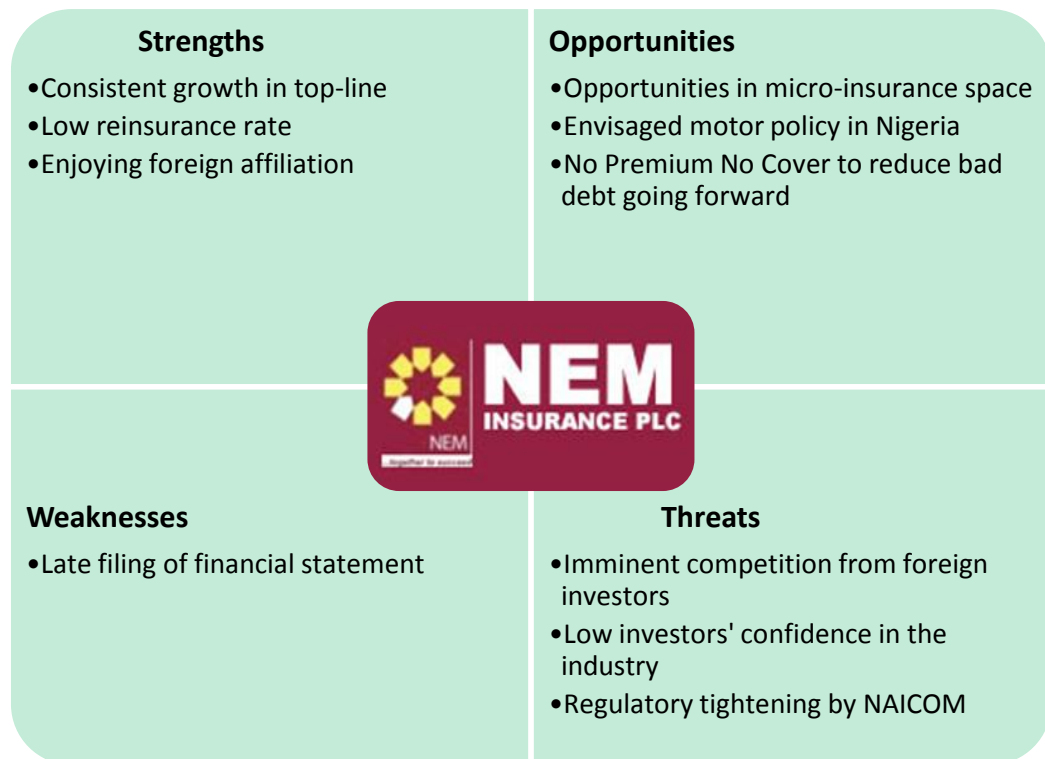 Strengths
•Consistent growth in top-line
•Low reinsurance rate
•Enjoying foreign affiliation
Opportunities
•Opportunities in micro-insurance space
•Envisaged motor policy in Nigeria
•No Premium No Cover to reduce bad
debt going forward
NEM
INSURANCE PLC
NEM
...together to succeed
Weaknesses
•Late filing of financial statement
Threats
•Imminent competition from foreign
investors
•Low investors' confidence in the
industry
•Regulatory tightening by NAICOM